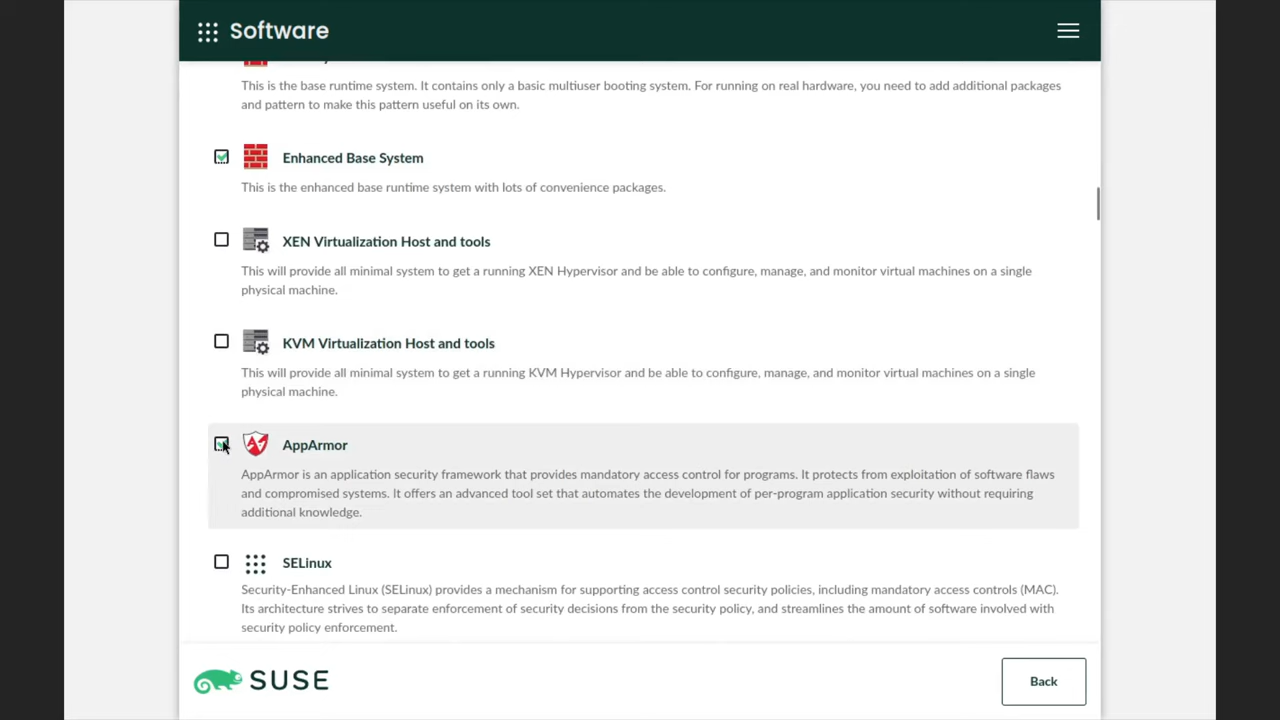 Software
This is the base runtime system. It contains only a basic multiuser booting system. For running on real hardware, you need to add additional packages
and pattern to make this pattern useful on its own.
Enhanced Base System
This is the enhanced base runtime system with lots of convenience packages.
XEN Virtualization Host and tools
This will provide all minimal system to get a running XEN Hypervisor and be able to configure, manage, and monitor virtual machines on a single
physical machine.
KVM Virtualization Host and tools
This will provide all minimal system to get a running KVM Hypervisor and be able to configure, manage, and monitor virtual machines on a single
physical machine.
AppArmor
AppArmor is an application security framework that provides mandatory access control for programs. It protects from exploitation of software flaws
and compromised systems. It offers an advanced tool set that automates the development of per-program application security without requiring
additional knowledge.
SELinux
Security-Enhanced Linux (SELinux) provides a mechanism for supporting access control security policies, including mandatory access controls (MAC).
Its architecture strives to separate enforcement of security decisions from the security policy, and streamlines the amount of software involved with
security policy enforcement.
SUSE
Back